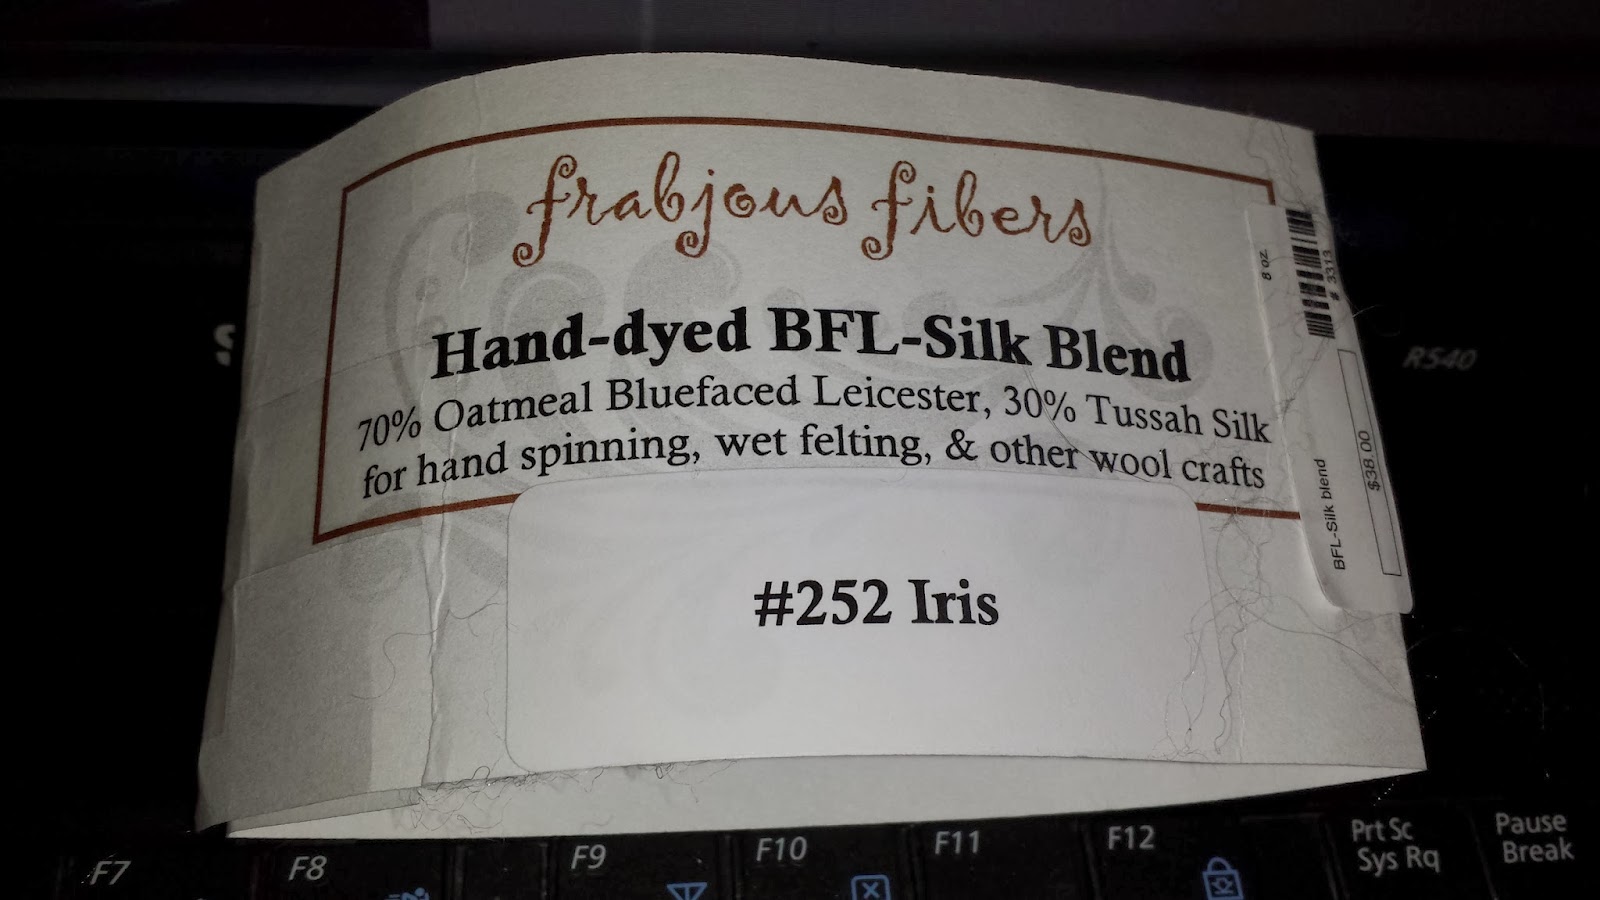 frabjous fibers
Hand-dyed BFL-Silk Blend
70% Oatmeal Bluefaced Leicester, 30% Tussah Silk
for hand spinning, wet felting, & other wool crafts
#252 Iris
8 oz.
# 3313
BFL-Silk blend
$38.00
R540
F7
F8
F9
F10
F11
F12
Prt Sc
Sys Rq
Pause
Break